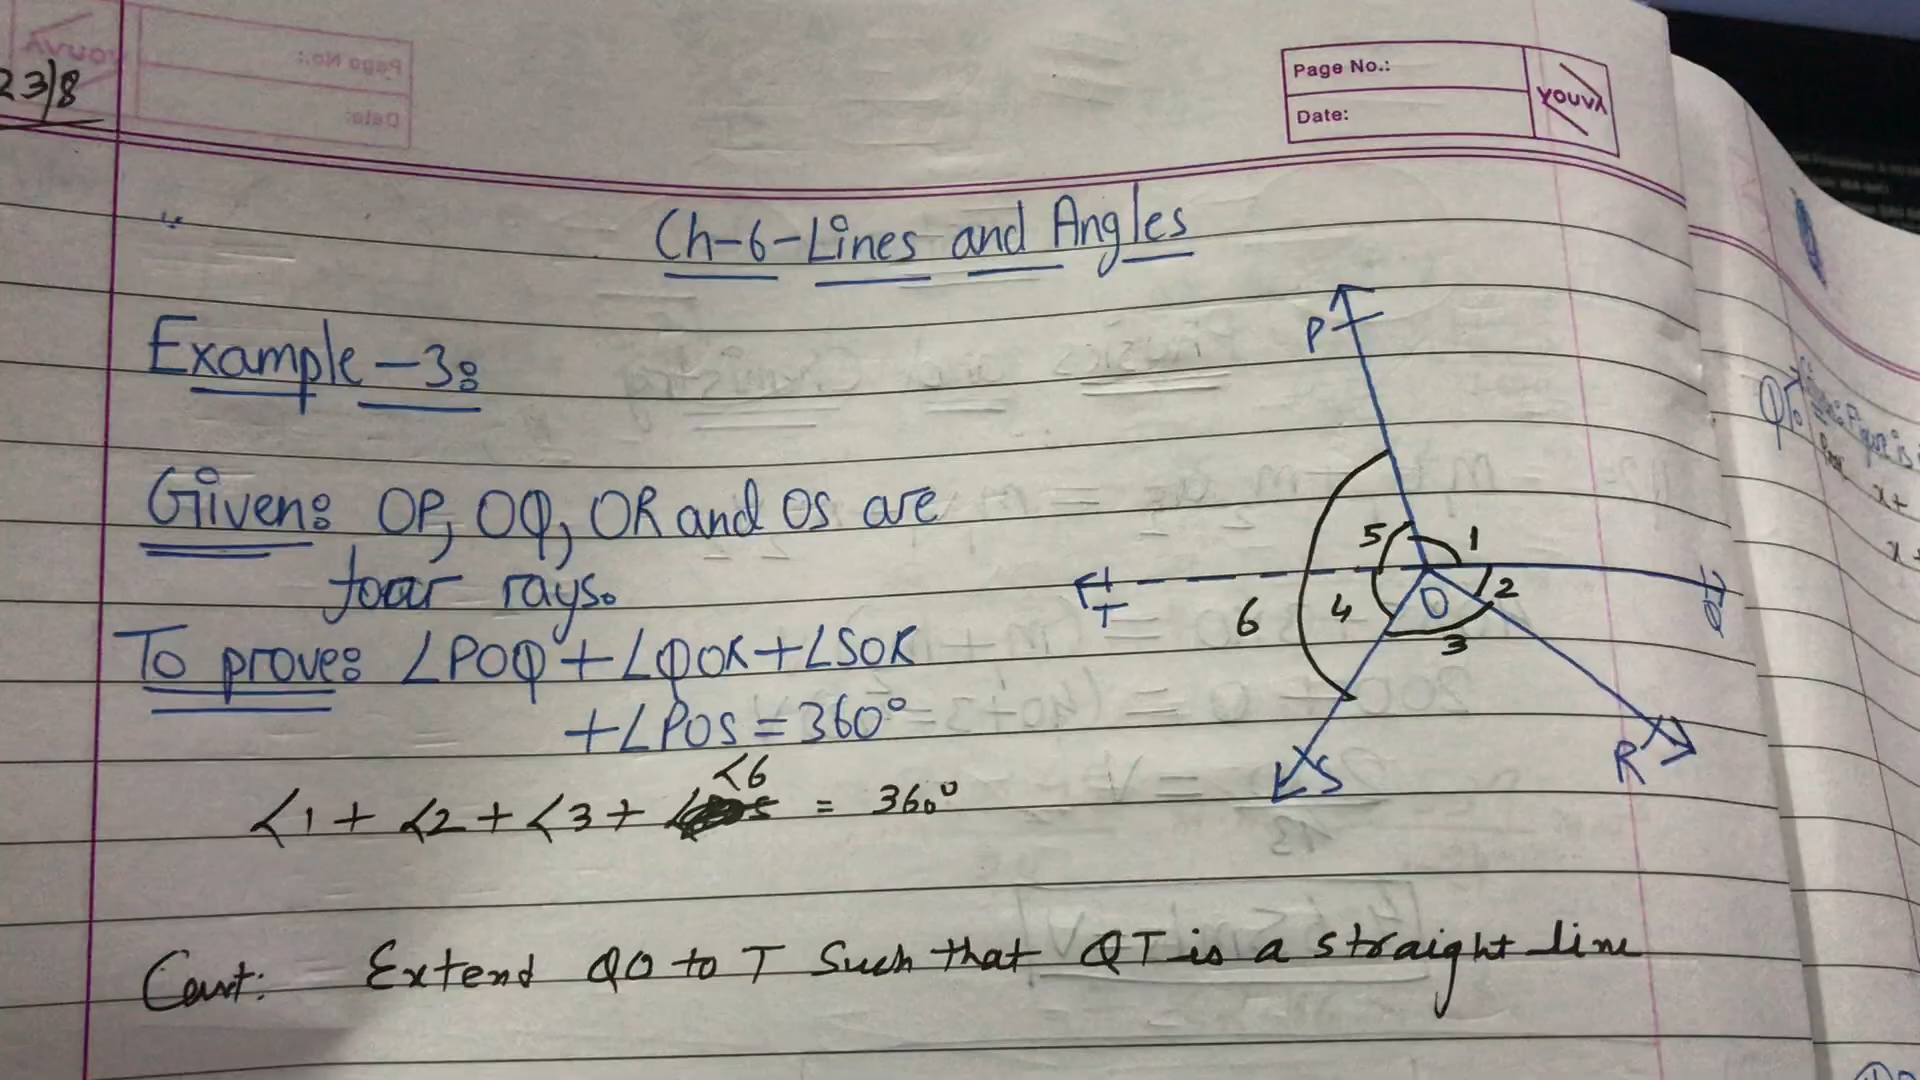 23/8
Page No.:
Date:
YOUVA
Ch-6-Lines and Angles
Example-3:
Given: OP, OQ, OR and OS are
four rays.
To prove: ∠POQ+∠QOR+∠SOR
+∠POS=360°
∠6
∠1+∠2+∠3+ = 360°
Const: Extend QO to T Such that QT is a straight line
P
5
1
T
6
4
O
2
Q
3
S
R